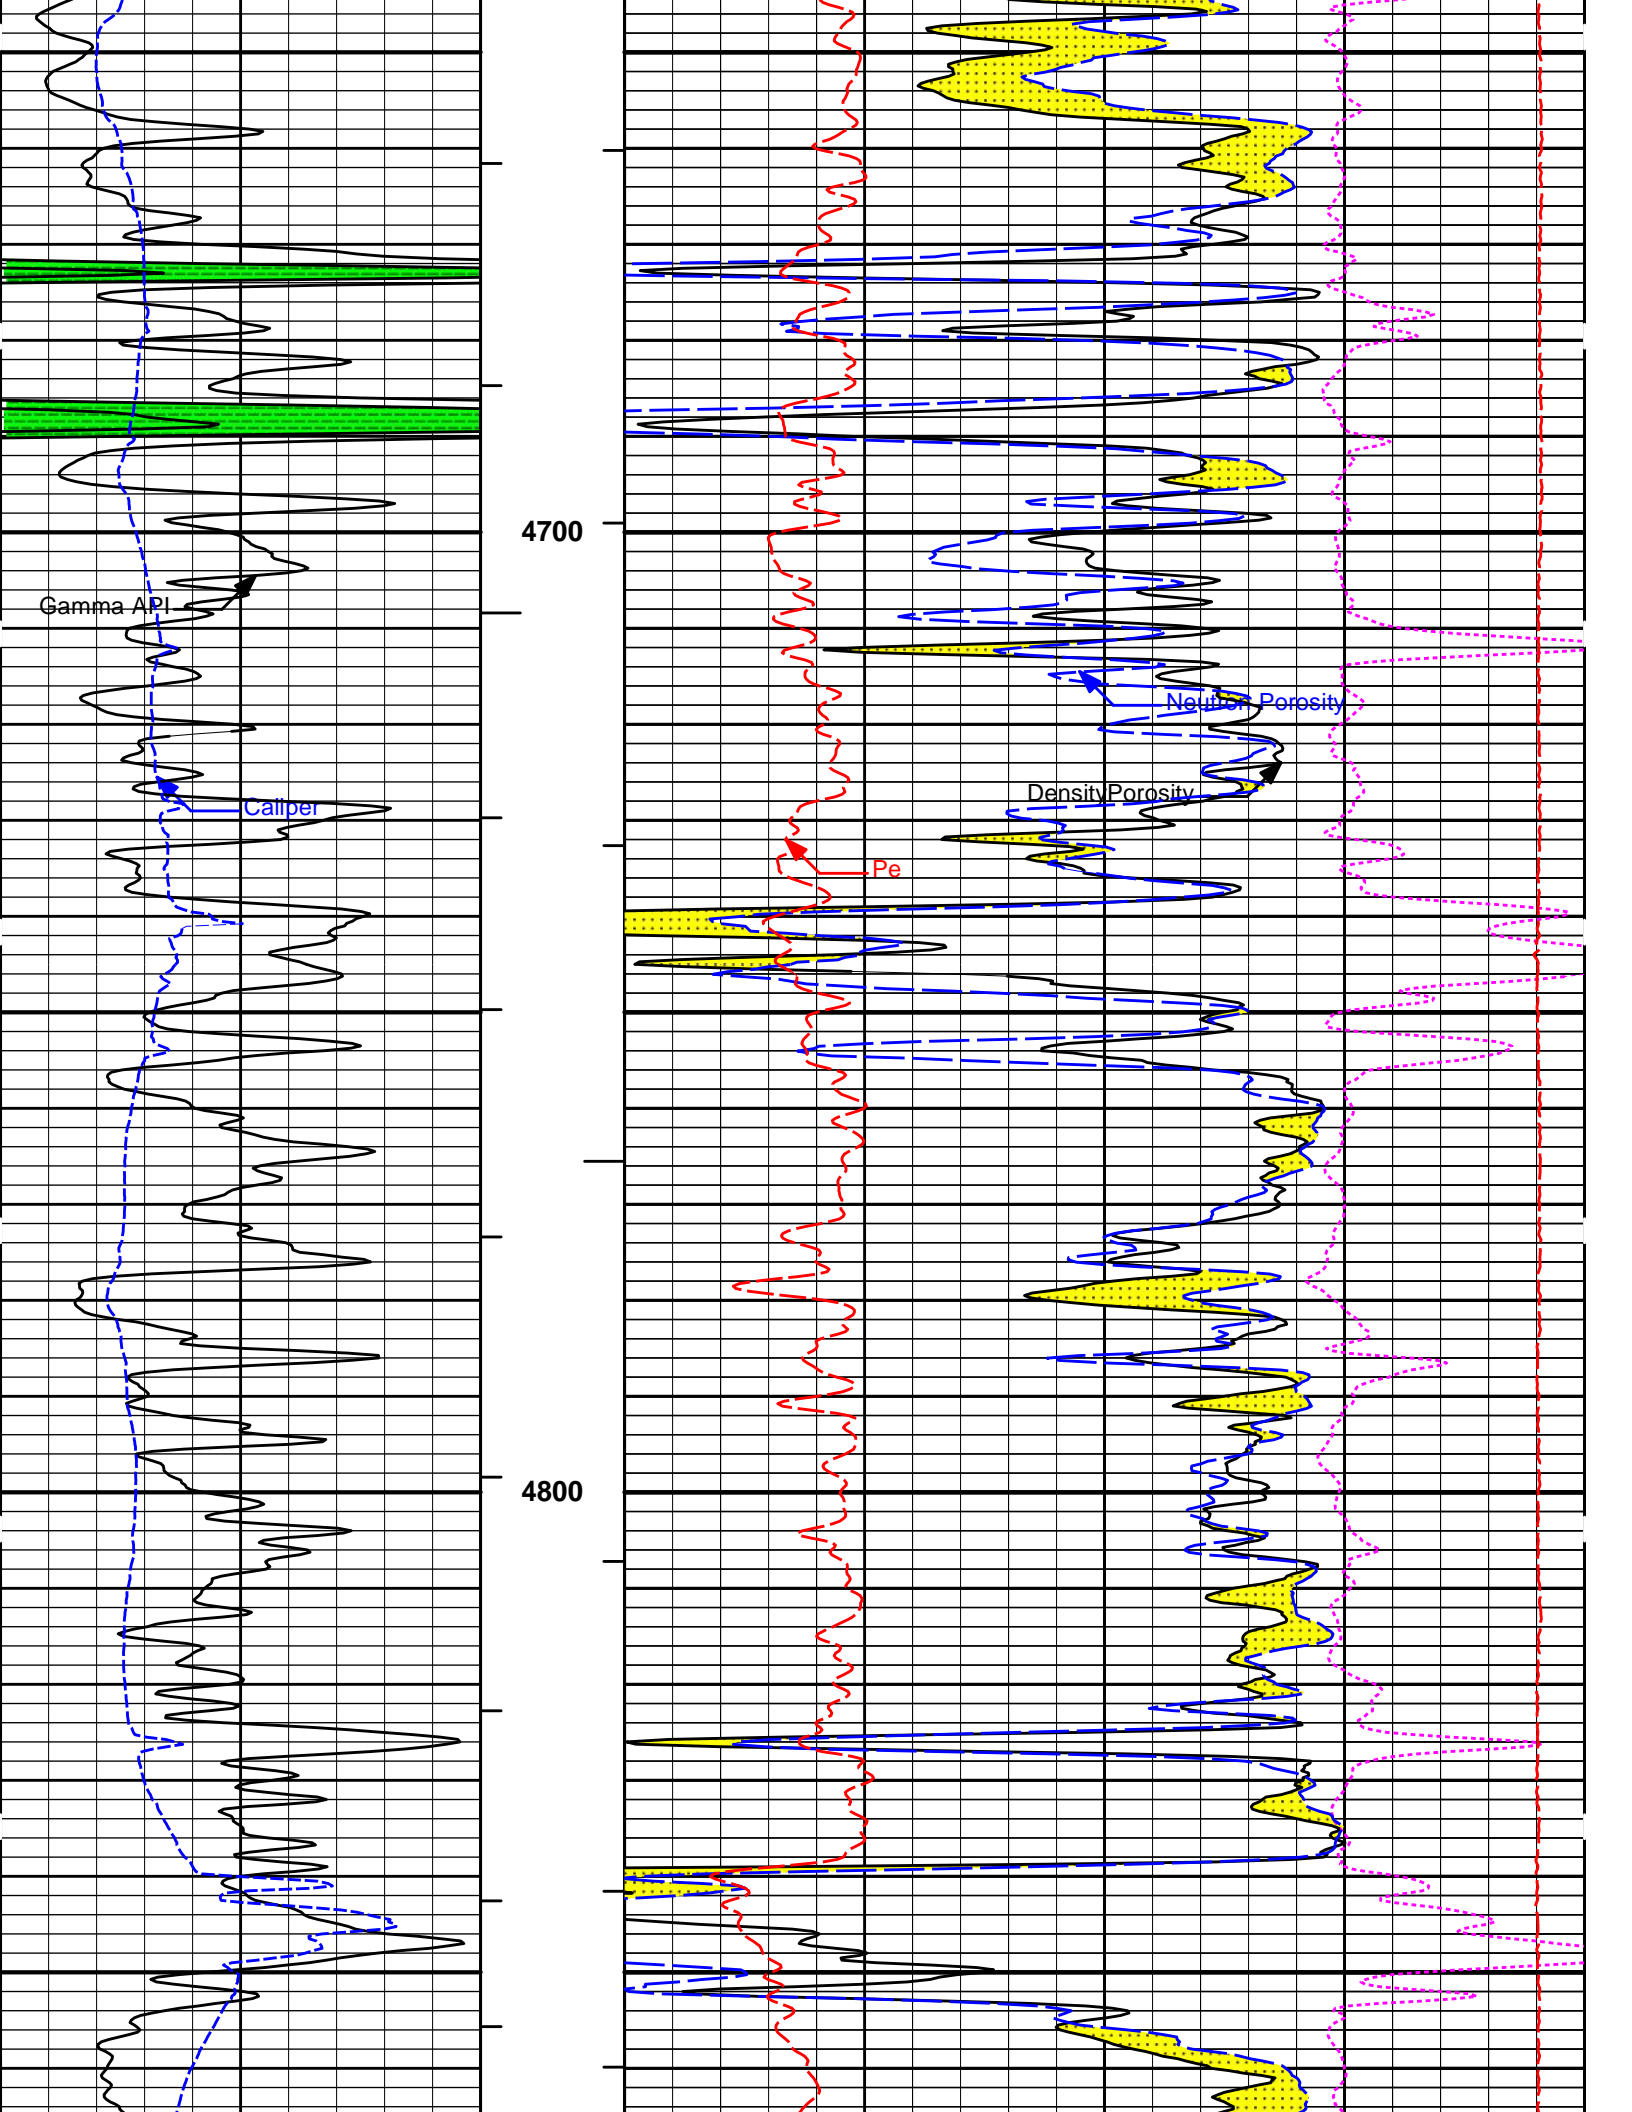 4700
Gamma API
Neutron Porosity
DensityPorosity
Caliper
Pe
4800